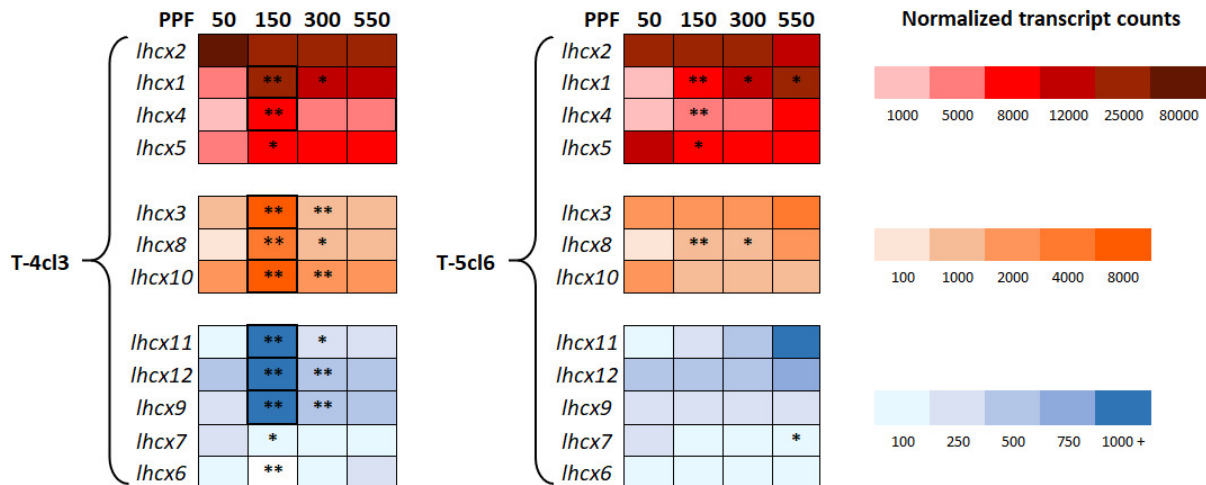 PPF 50 150 300 550 PPF 50 150 300 550 Normalized transcript counts
lhcx2 lhcx2
lhcx1 ** * lhcx1 ** * *
lhcx4 ** lhcx4 **
1000 5000 8000 12000 25000 80000
lhcx5 * lhcx5 *
lhcx3 ** ** lhcx3
T-4cl3 lhcx8 ** * T-5cl6 lhcx8 ** *
lhcx10 ** ** lhcx10
100 1000 2000 4000 8000
lhcx11 ** * lhcx11
lhcx12 ** ** lhcx12
lhcx9 ** ** lhcx9
lhcx7 * lhcx7 *
100 250 500 750 1000 +
lhcx6 ** lhcx6